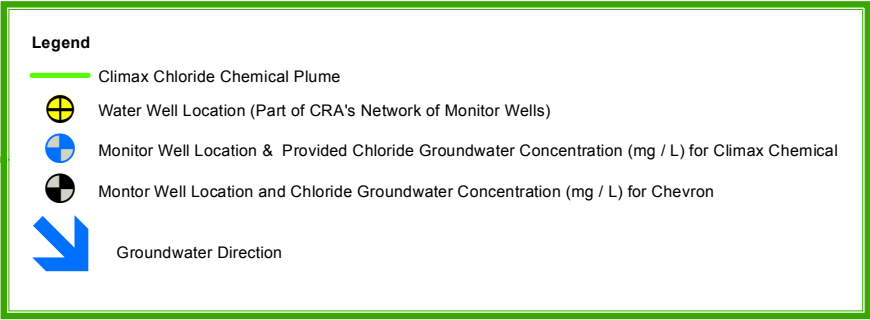 Legend
Climax Chloride Chemical Plume
Water Well Location (Part of CRA's Network of Monitor Wells)
Monitor Well Location & Provided Chloride Groundwater Concentration (mg / L) for Climax Chemical
Montor Well Location and Chloride Groundwater Concentration (mg / L) for Chevron
Groundwater Direction